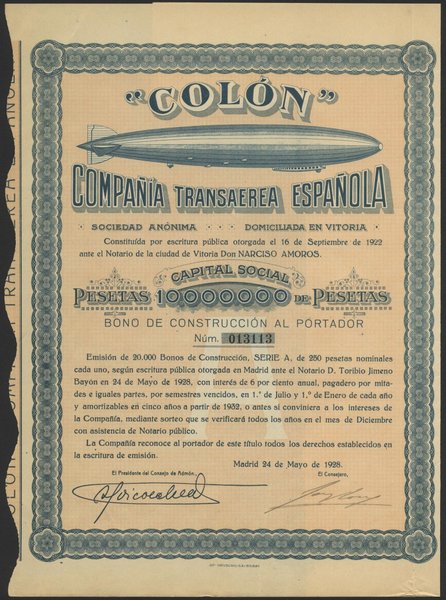 "COLÓN"
COMPAÑÍA TRANSAEREA ESPAÑOLA
SOCIEDAD ANÓNIMA · · · · DOMICILIADA EN VITORIA
Constituída por escritura pública otorgada el 16 de Septiembre de 1922
ante el Notario de la ciudad de Vitoria Don NARCISO AMOROS.
CAPITAL SOCIAL
PESETAS 10.000.000 DE PESETAS
BONO DE CONSTRUCCIÓN AL PORTADOR
Núm. 013113
Emisión de 20.000 Bonos de Construcción, SERIE A, de 250 pesetas nominales
cada uno, según escritura pública otorgada en Madrid ante el Notario D. Toribio Jimeno
Bayon en 24 de Mayo de 1928, con interés de 6 por ciento anual, pagadero por mita-
des e iguales partes, por semestres vencidos, en 1.º de Julio y 1.º de Enero de cada año
y amortizables en cinco años a partir de 1932, o antes si conviniere a los intereses de
la Compañía, mediante sorteo que se verificará todos los años en el mes de Diciembre
con asistencia de Notario público.
La Compañía reconoce al portador de este título todos los derechos establecidos en
la escritura de emisión.
Madrid 24 de Mayo de 1928.
El Presidente del Consejo de Admón.
El Consejero,